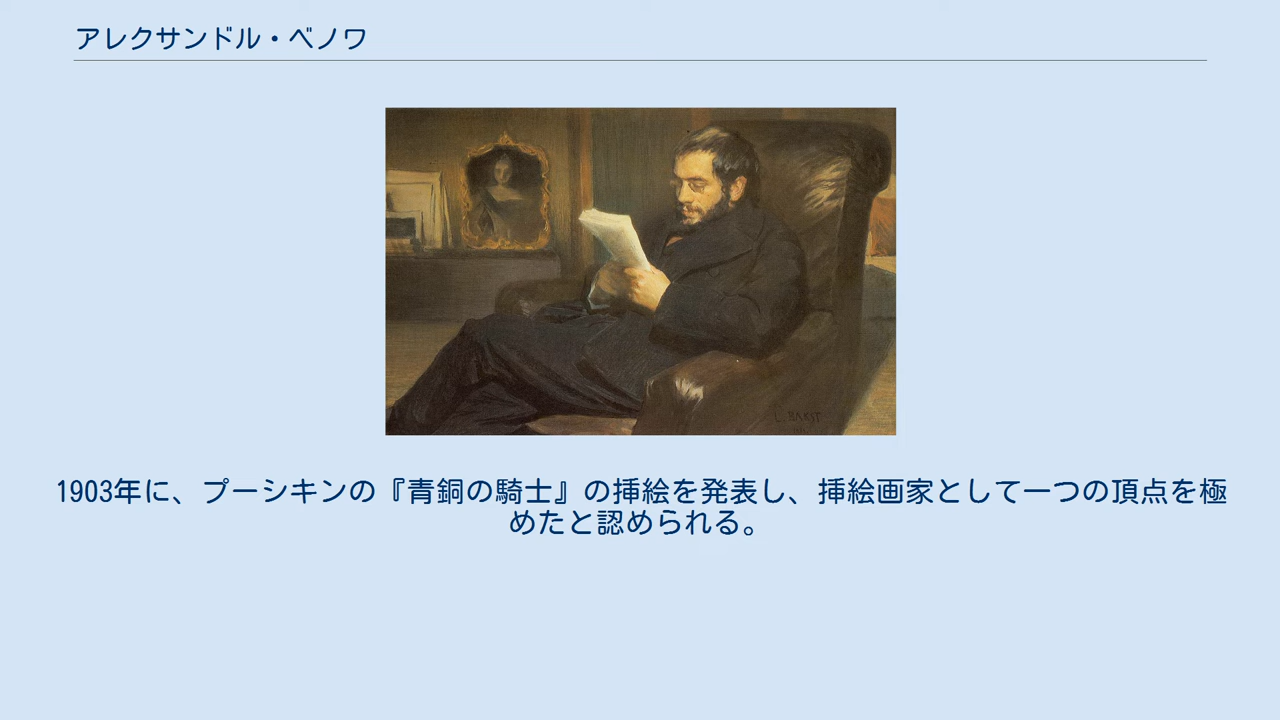 アレクサンドル・ベノワ
L. BAKST
1903年に、プーシキンの『青銅の騎士』の挿絵を発表し、挿絵画家として一つの頂点を極
めたと認められる。